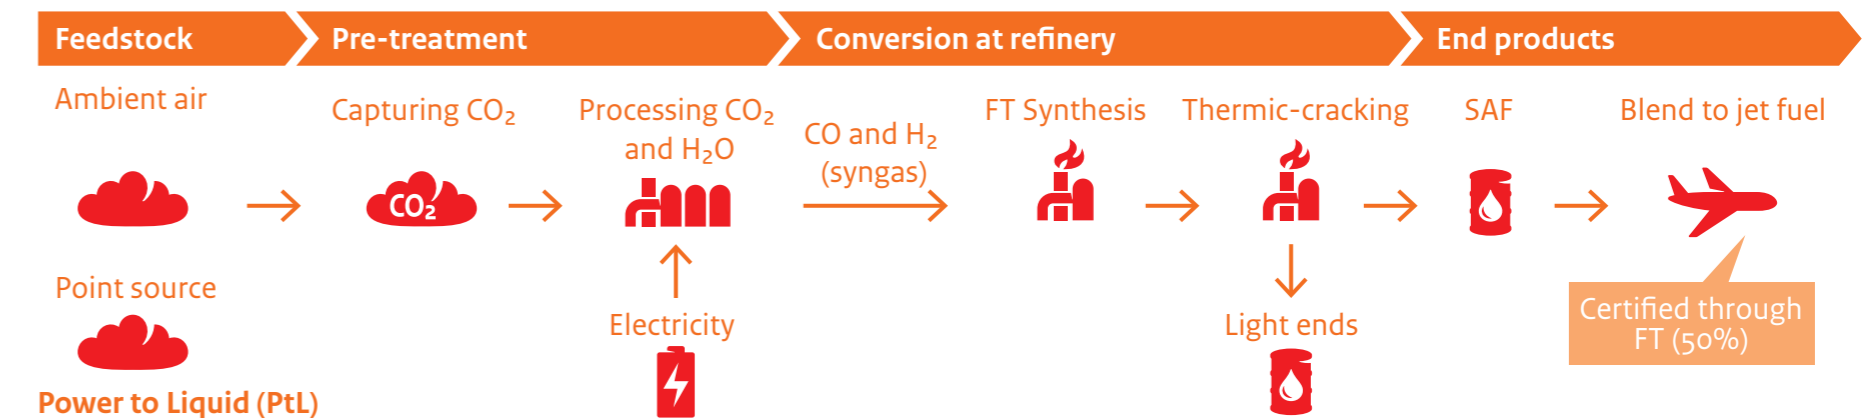 Feedstock
Pre-treatment
Conversion at refinery
End products
Ambient air
Capturing CO₂
Processing CO₂
and H₂O
CO and H₂
(syngas)
FT Synthesis
Thermic-cracking
SAF
Blend to jet fuel
CO₂
Point source
Electricity
Light ends
Certified through
FT (50%)
Power to Liquid (PtL)